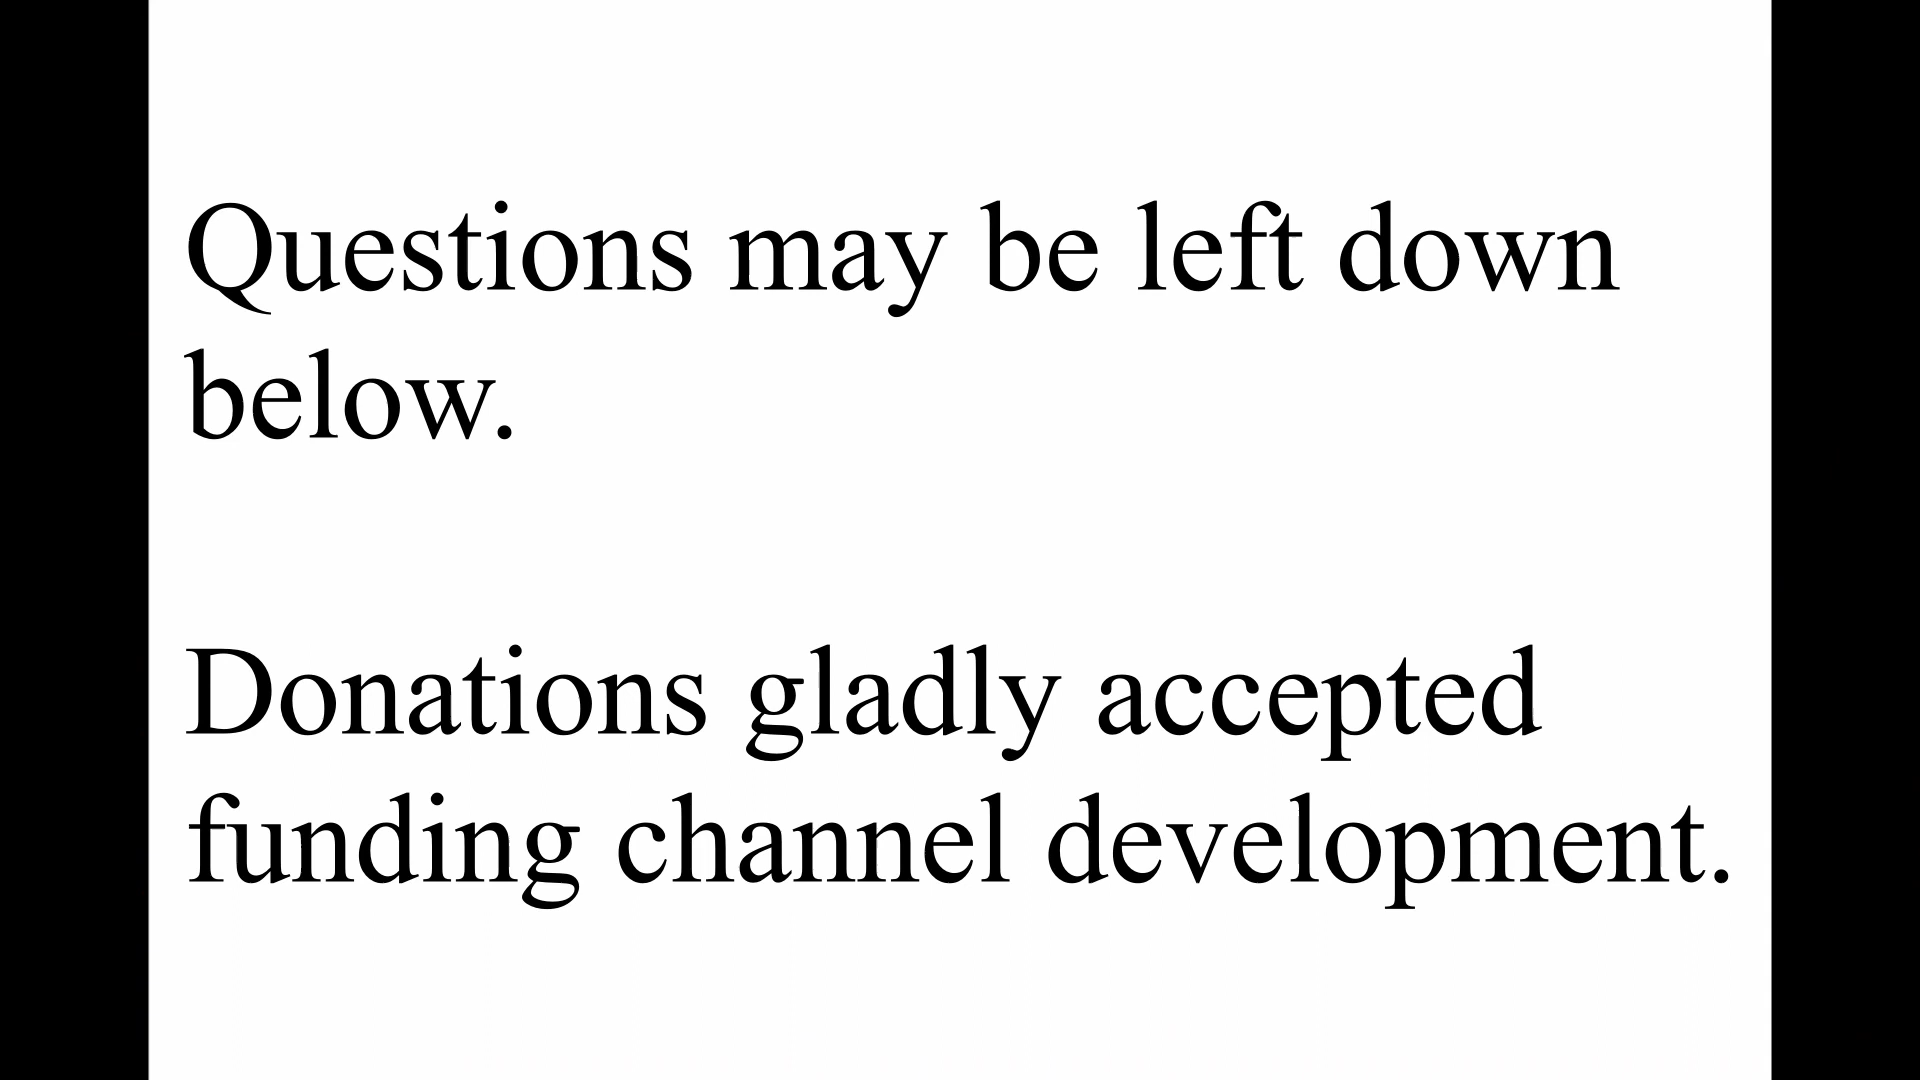 Questions may be left down
below.
Donations gladly accepted
funding channel development.